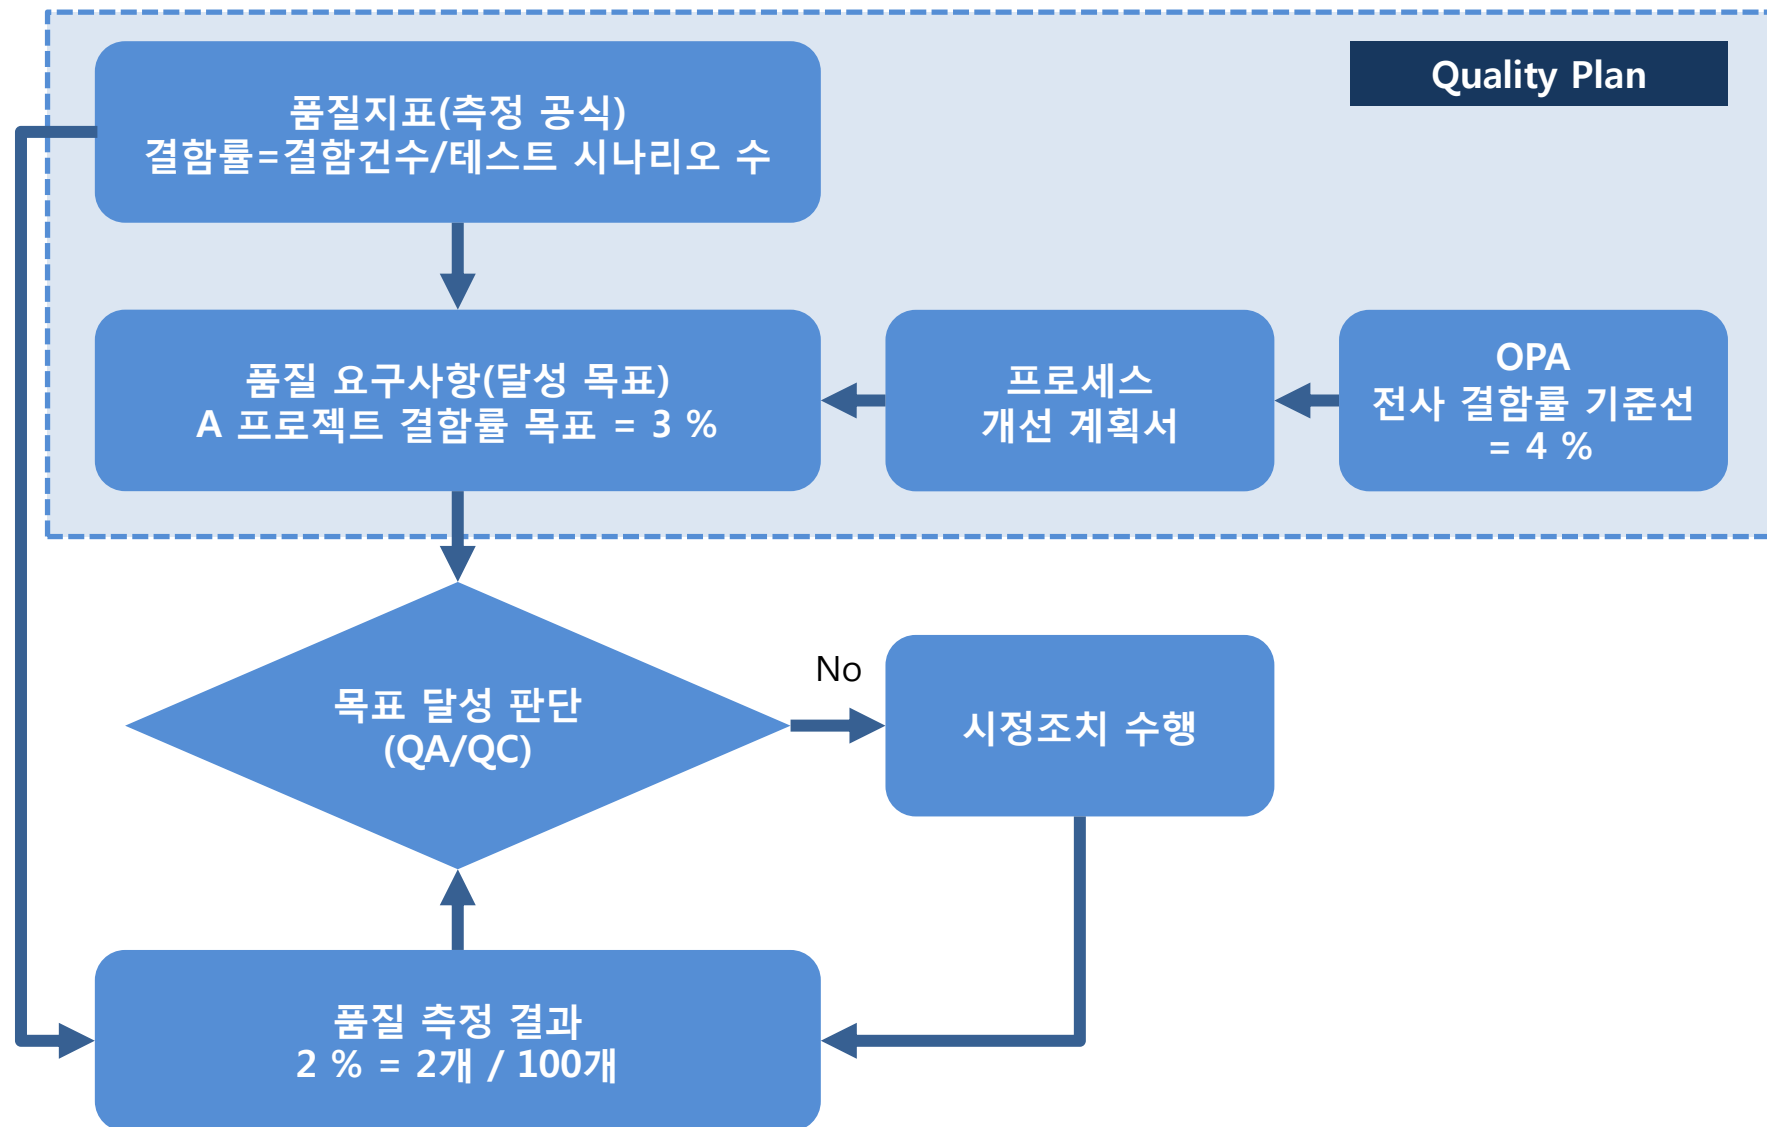 Quality Plan
품질지표(측정 공식)
결함률=결함건수/테스트 시나리오 수
품질 요구사항(달성 목표)
A 프로젝트 결함률 목표 = 3 %
프로세스
개선 계획서
OPA
전사 결함률 기준선
= 4 %
목표 달성 판단
(QA/QC)
No
시정조치 수행
품질 측정 결과
2 % = 2개 / 100개